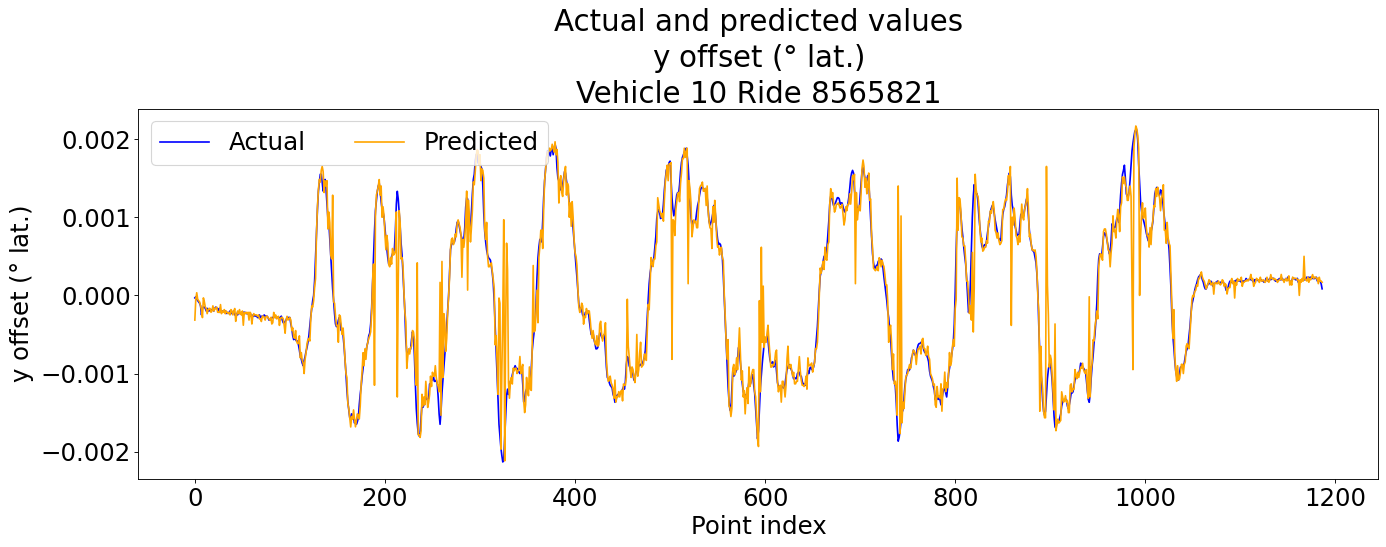 Actual and predicted values
y offset (° lat.)
Vehicle 10 Ride 8565821
Actual
Predicted
0.002
0.001
0.000
−0.001
−0.002
y offset (° lat.)
0
200
400
600
800
1000
1200
Point index